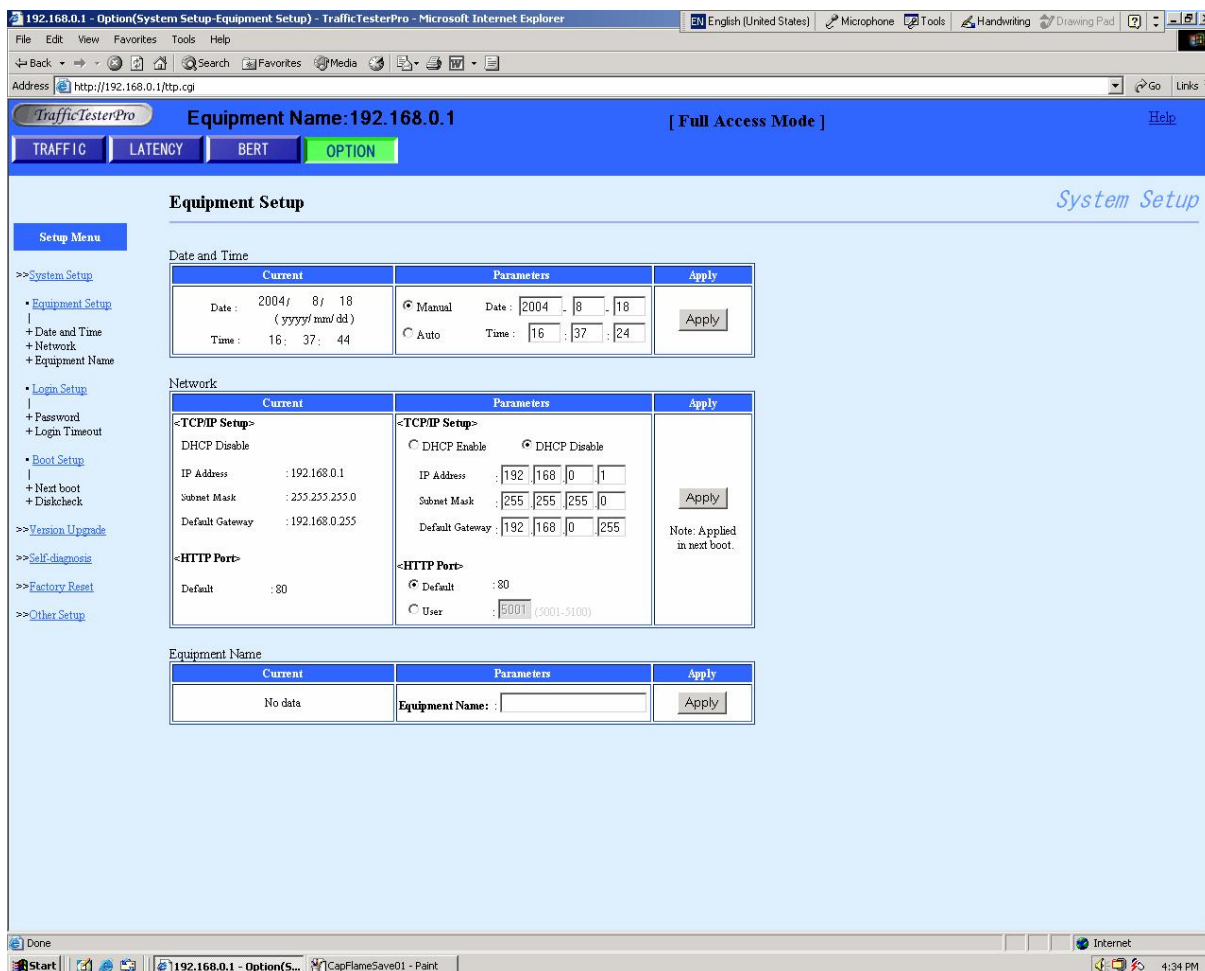 192.168.0.1 - Option(System Setup-Equipment Setup) - TrafficTesterPro - Microsoft Internet Explorer
EN English (United States) Microphone Tools Handwriting Drawing Pad ?
File Edit View Favorites Tools Help
Back Search Favorites Media
Address http://192.168.0.1/ttp.cgi Go Links
TrafficTesterPro Equipment Name:192.168.0.1 [ Full Access Mode ] Help
TRAFFIC LATENCY BERT OPTION
Equipment Setup System Setup
Setup Menu
>>System Setup
▪ Equipment Setup
|
+ Date and Time
+ Network
+ Equipment Name
▪ Login Setup
|
+ Password
+ Login Timeout
▪ Boot Setup
|
+ Next boot
+ Diskcheck
>>Version Upgrade
>>Self-diagnosis
>>Factory Reset
>>Other Setup
Date and Time
Current Parameters Apply
Date : 2004/ 8/ 18
( yyyy/ mm/ dd )
Time : 16: 37: 44
Manual Date : 2004 . 8 . 18
Auto Time : 16 : 37 : 24
Apply
Network
Current Parameters Apply
<TCP/IP Setup>
DHCP Disable
IP Address : 192.168.0.1
Subnet Mask : 255.255.255.0
Default Gateway : 192.168.0.255
<HTTP Port>
Default : 80
<TCP/IP Setup>
DHCP Enable DHCP Disable
IP Address : 192 .168 .0 .1
Subnet Mask : 255 .255 .255 .0
Default Gateway : 192 .168 .0 .255
<HTTP Port>
Default : 80
User : 5001 (5001-5100)
Apply
Note: Applied
in next boot.
Equipment Name
Current Parameters Apply
No data Equipment Name: : Apply
Done Internet
Start 192.168.0.1 - Option(S... CapFlameSave01 - Paint 4:34 PM